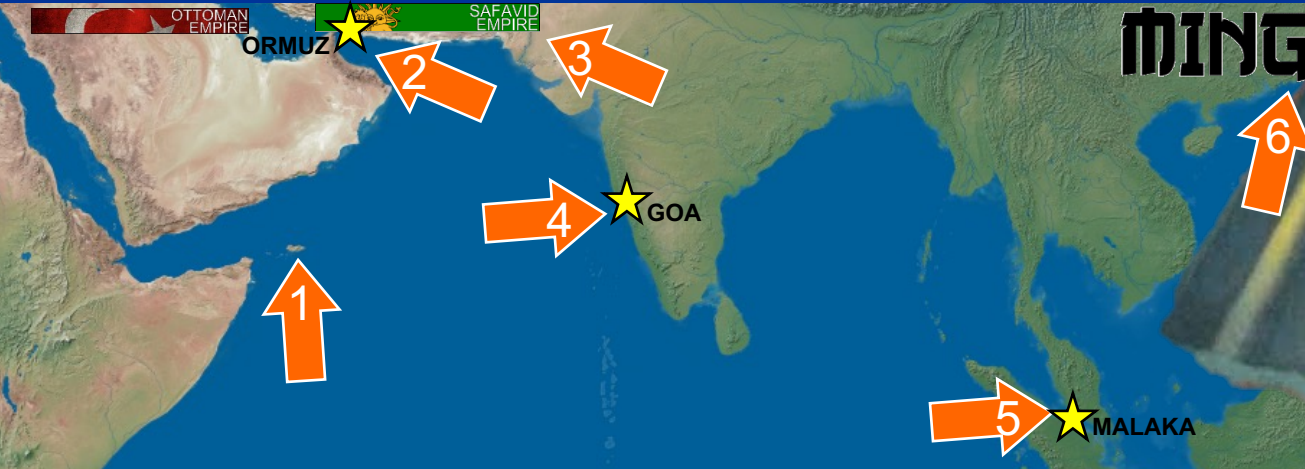 OTTOMAN
EMPIRE
SAFAVID
EMPIRE
MING
ORMUZ
2
3
6
4
GOA
1
5
MALAKA